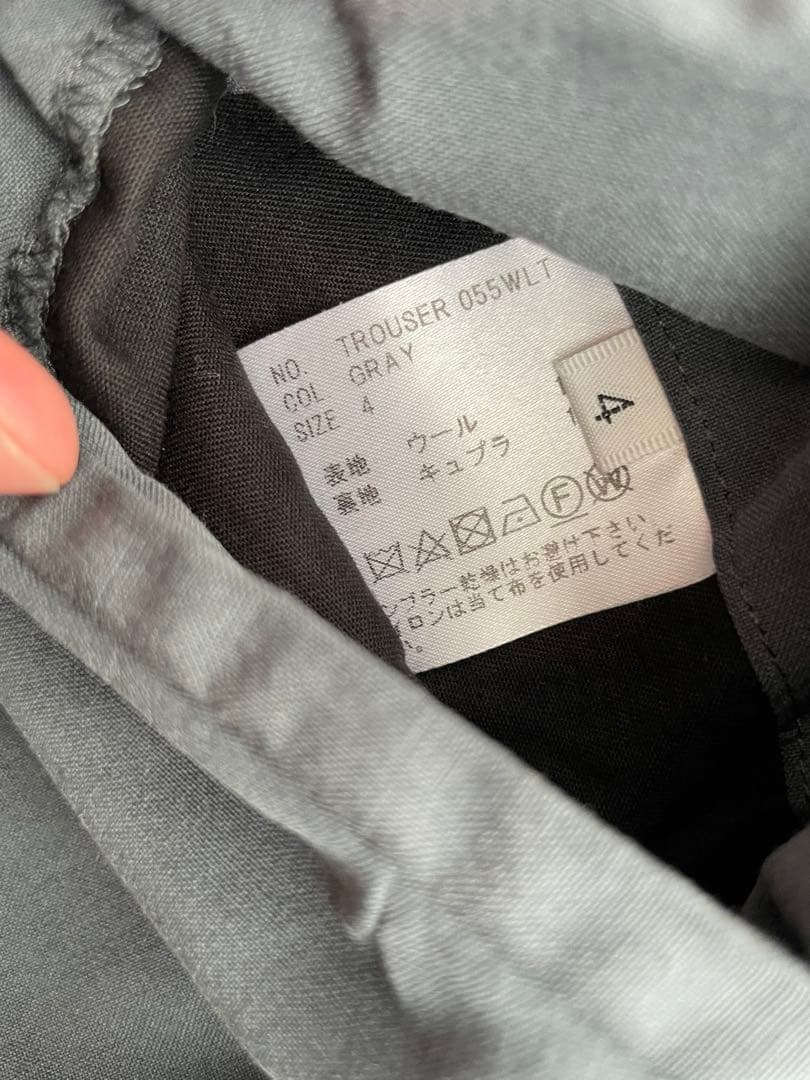 NO. TROUSER 055WLT
COL GRAY
SIZE 4
表地 ウール
裏地 キュプラ
4
F W
ンブラー乾燥はお避け下さい
ロンは当て布を使用してくだ
い。